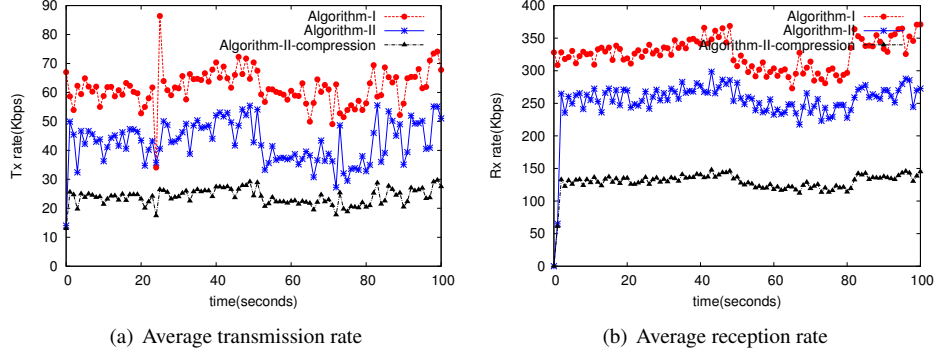 Algorithm-I
Algorithm-II
Algorithm-II-compression
Tx rate(Kbps)
90
80
70
60
50
40
30
20
10
0
0 20 40 60 80 100
time(seconds)
(a) Average transmission rate
Algorithm-I
Algorithm-II
Algorithm-II-compression
Rx rate(Kbps)
400
350
300
250
200
150
100
50
0
0 20 40 60 80 100
time(seconds)
(b) Average reception rate